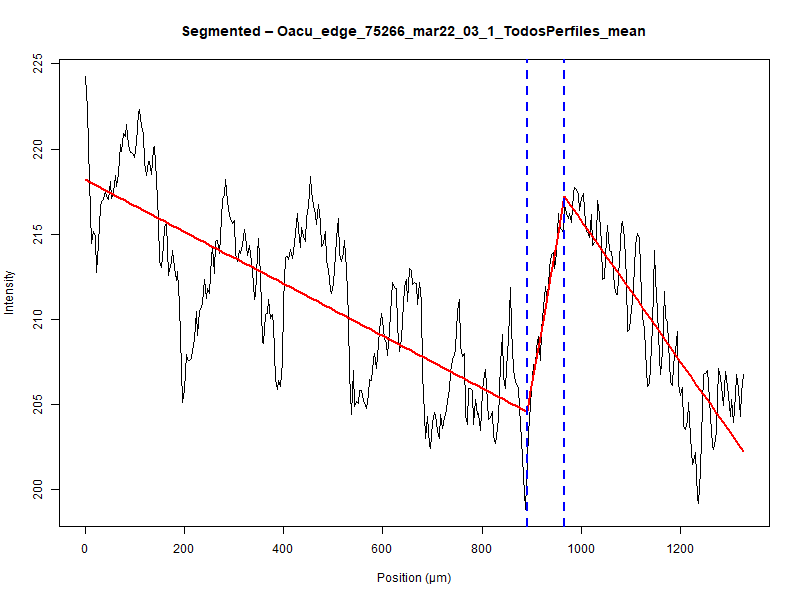 Segmented – Oacu_edge_75266_mar22_03_1_TodosPerfiles_mean
225
220
215
210
205
200
Intensity
0 200 400 600 800 1000 1200
Position (µm)